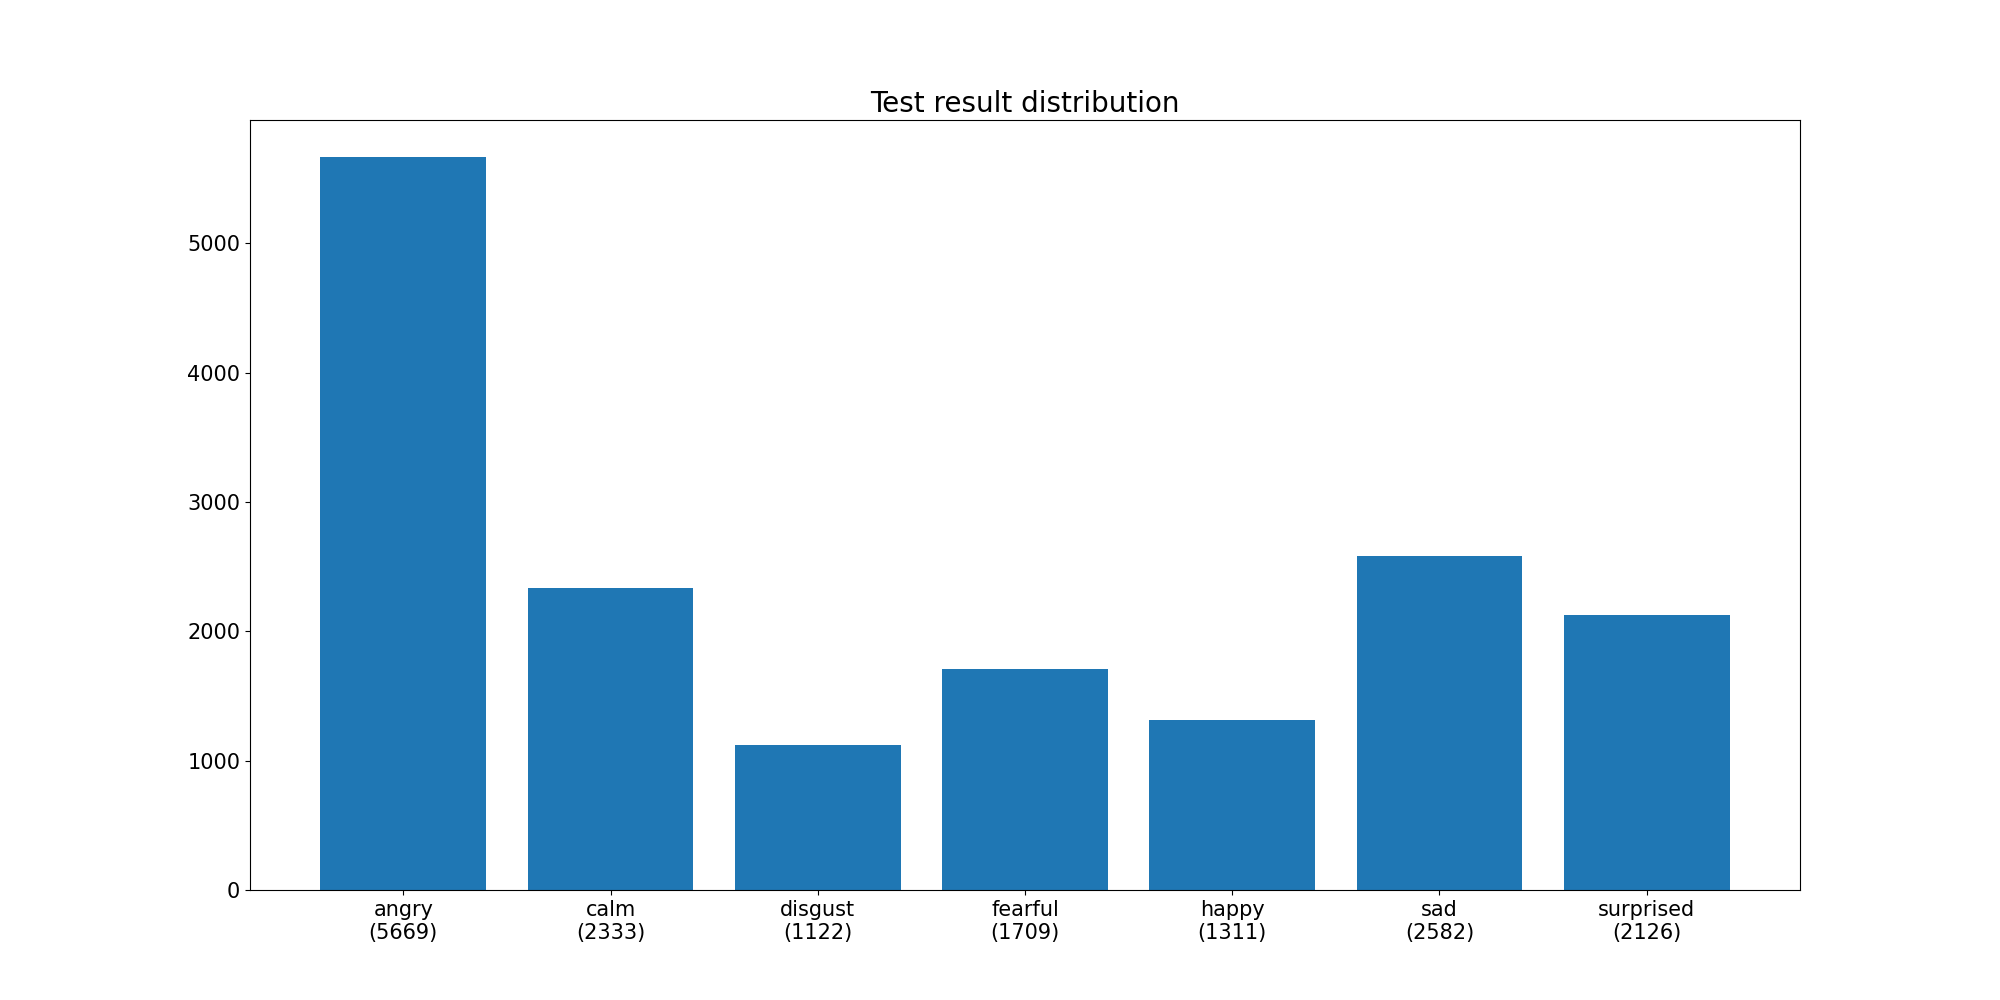 Test result distribution
5000
4000
3000
2000
1000
0
angry calm disgust fearful happy sad surprised
(5669) (2333) (1122) (1709) (1311) (2582) (2126)